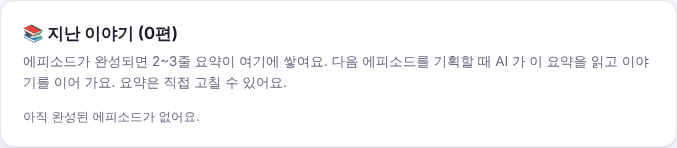 📚 지난 이야기 (0편)
에피소드가 완성되면 2~3줄 요약이 여기에 쌓여요. 다음 에피소드를 기획할 때 AI 가 이 요약을 읽고 이야
기를 이어 가요. 요약은 직접 고칠 수 있어요.
아직 완성된 에피소드가 없어요.